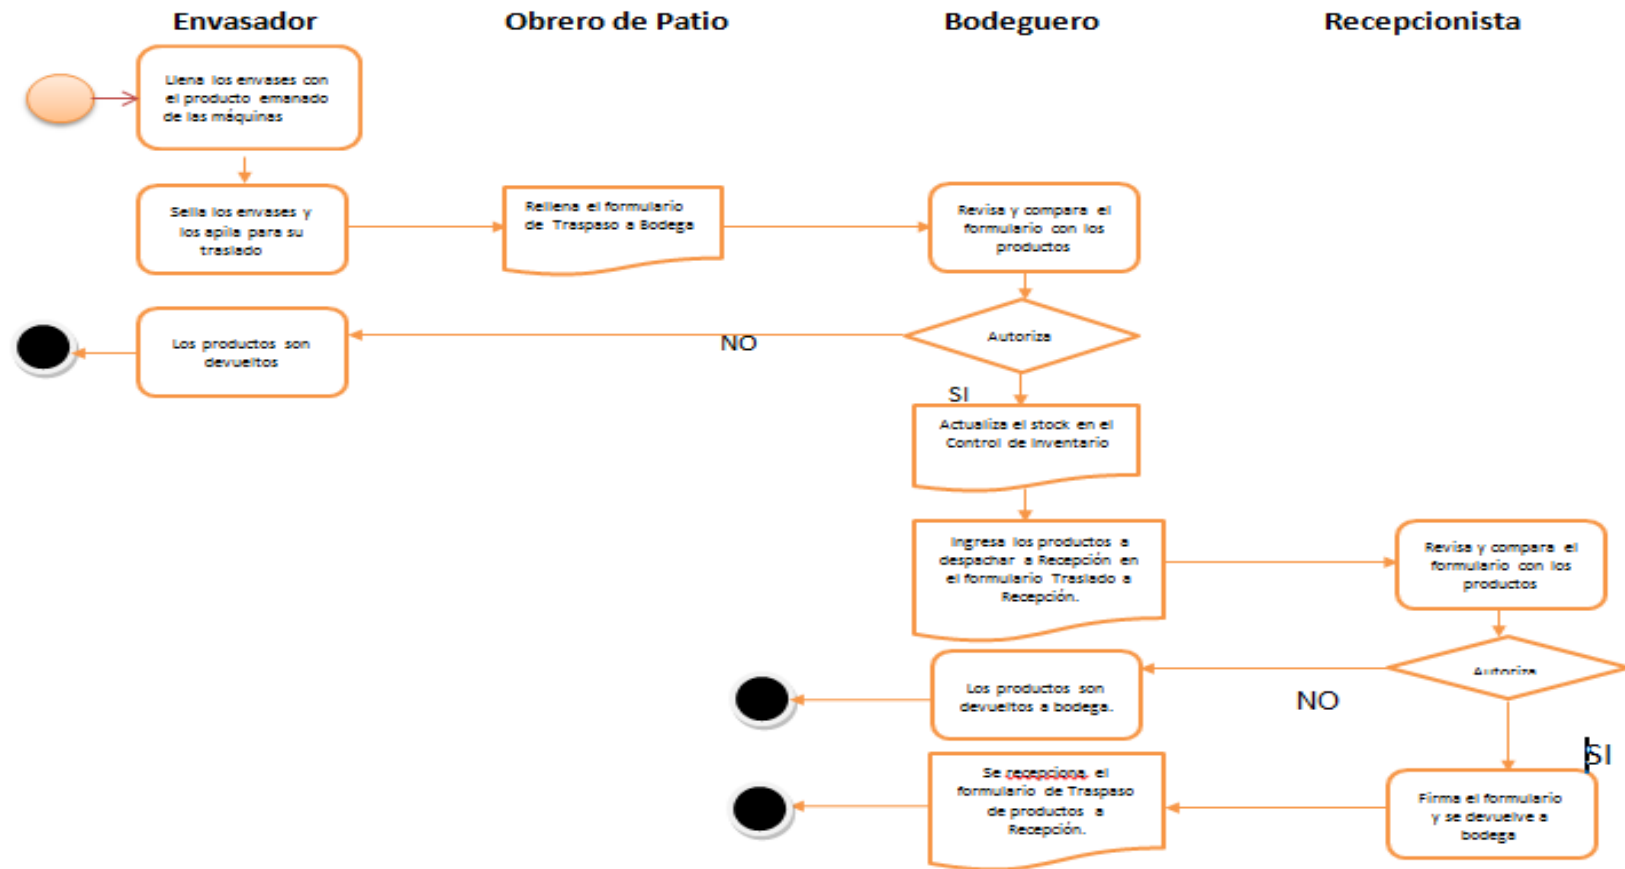 Envasador
Obrero de Patio
Bodeguero
Recepcionista
Llena los envases con
el producto emanado
de las máquinas
Sella los envases y
los apila para su
traslado
Rellena el formulario
de Traspaso a Bodega
Revisa y compara el
formulario con los
productos
Los productos son
devueltos
NO
Autoriza
SI
Actualiza el stock en el
Control de Inventario
Ingresa los productos a
despachar a Recepción en
el formulario Traslado a
Recepción.
Revisa y compara el
formulario con los
productos
Autoriza
NO
SI
Los productos son
devueltos a bodega.
Se recepciona el
formulario de Traspaso
de productos a
Recepción.
Firma el formulario
y se devuelve a
bodega